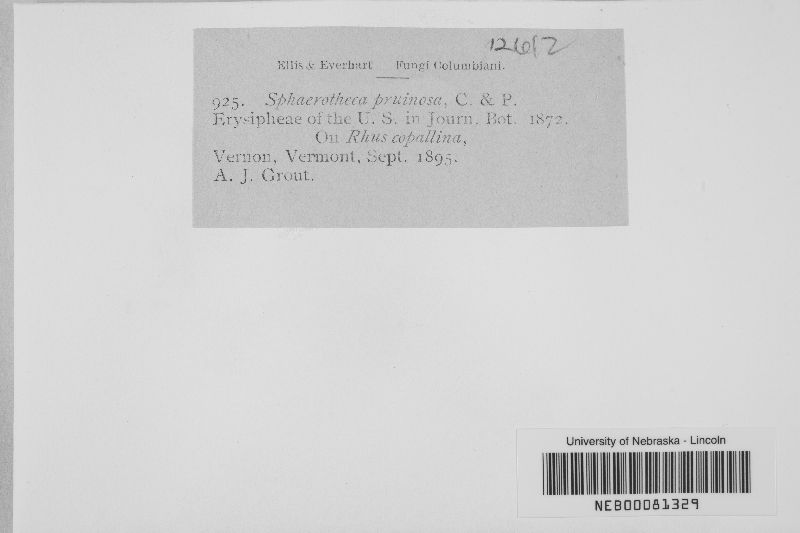 12612
Ellis & Everhart Fungi Columbiani.
925. Sphaerotheca pruinosa, C. & P.
Erysipheae of the U. S. in Journ. Bot. 1872.
On Rhus copallina,
Vernon, Vermont, Sept. 1895.
A. J. Grout.
University of Nebraska - Lincoln
NEB00081329